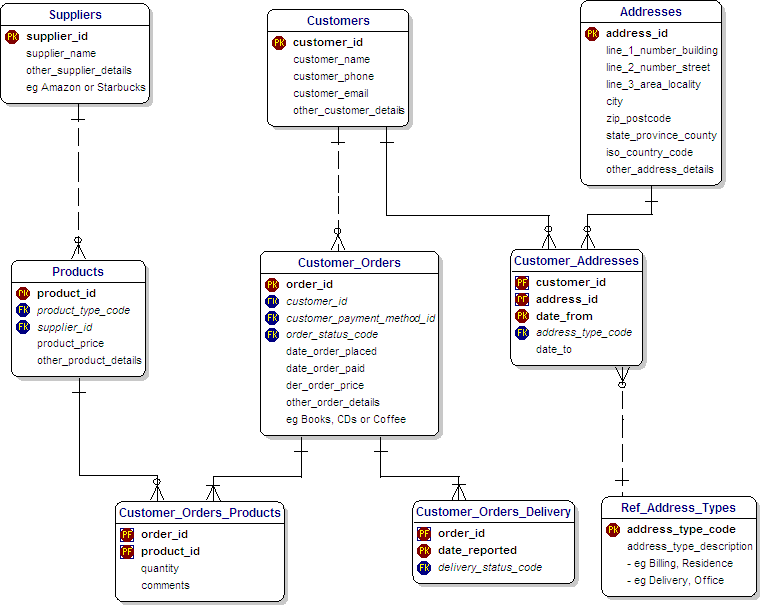 Suppliers
PK supplier_id
supplier_name
other_supplier_details
eg Amazon or Starbucks
Customers
PK customer_id
customer_name
customer_phone
customer_email
other_customer_details
Addresses
PK address_id
line_1_number_building
line_2_number_street
line_3_area_locality
city
zip_postcode
state_province_county
iso_country_code
other_address_details
Products
PK product_id
Fk product_type_code
Fk supplier_id
product_price
other_product_details
Customer_Orders
PK order_id
Fk customer_id
Fk customer_payment_method_id
Fk order_status_code
date_order_placed
date_order_paid
der_order_price
other_order_details
eg Books, CDs or Coffee
Customer_Addresses
PF customer_id
PF address_id
PK date_from
Fk address_type_code
date_to
Customer_Orders_Products
PF order_id
PF product_id
quantity
comments
Customer_Orders_Delivery
PF order_id
PK date_reported
Fk delivery_status_code
Ref_Address_Types
PK address_type_code
address_type_description
- eg Billing, Residence
- eg Delivery, Office